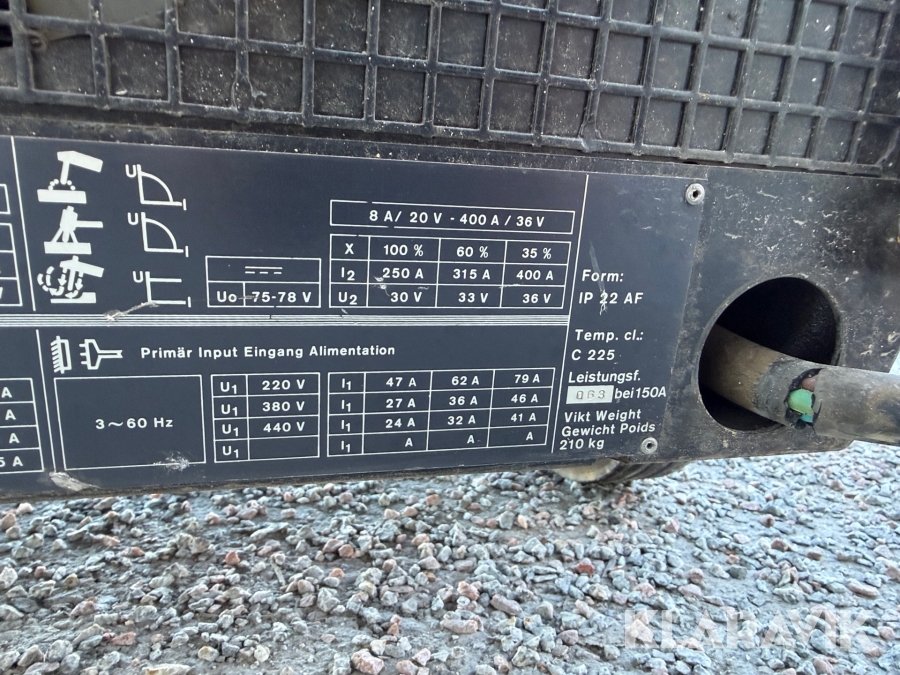 U
U
U
Uo 75-78 V
8 A/ 20 V - 400 A/ 36 V
X 100 % 60 % 35 %
I2 250 A 315 A 400 A
U2 30 V 33 V 36 V
Form:
IP 22 AF
Temp. cl.:
C 225
Leistungsf.
bei150A
Vikt Weight
Gewicht Poids
210 kg
Primär Input Eingang Alimentation
3~60 Hz
U1 220 V I1 47 A 62 A 79 A
U1 380 V I1 27 A 36 A 46 A
U1 440 V I1 24 A 32 A 41 A
U1 I1 A A A
A
A
A
5 A
KLARAVIK